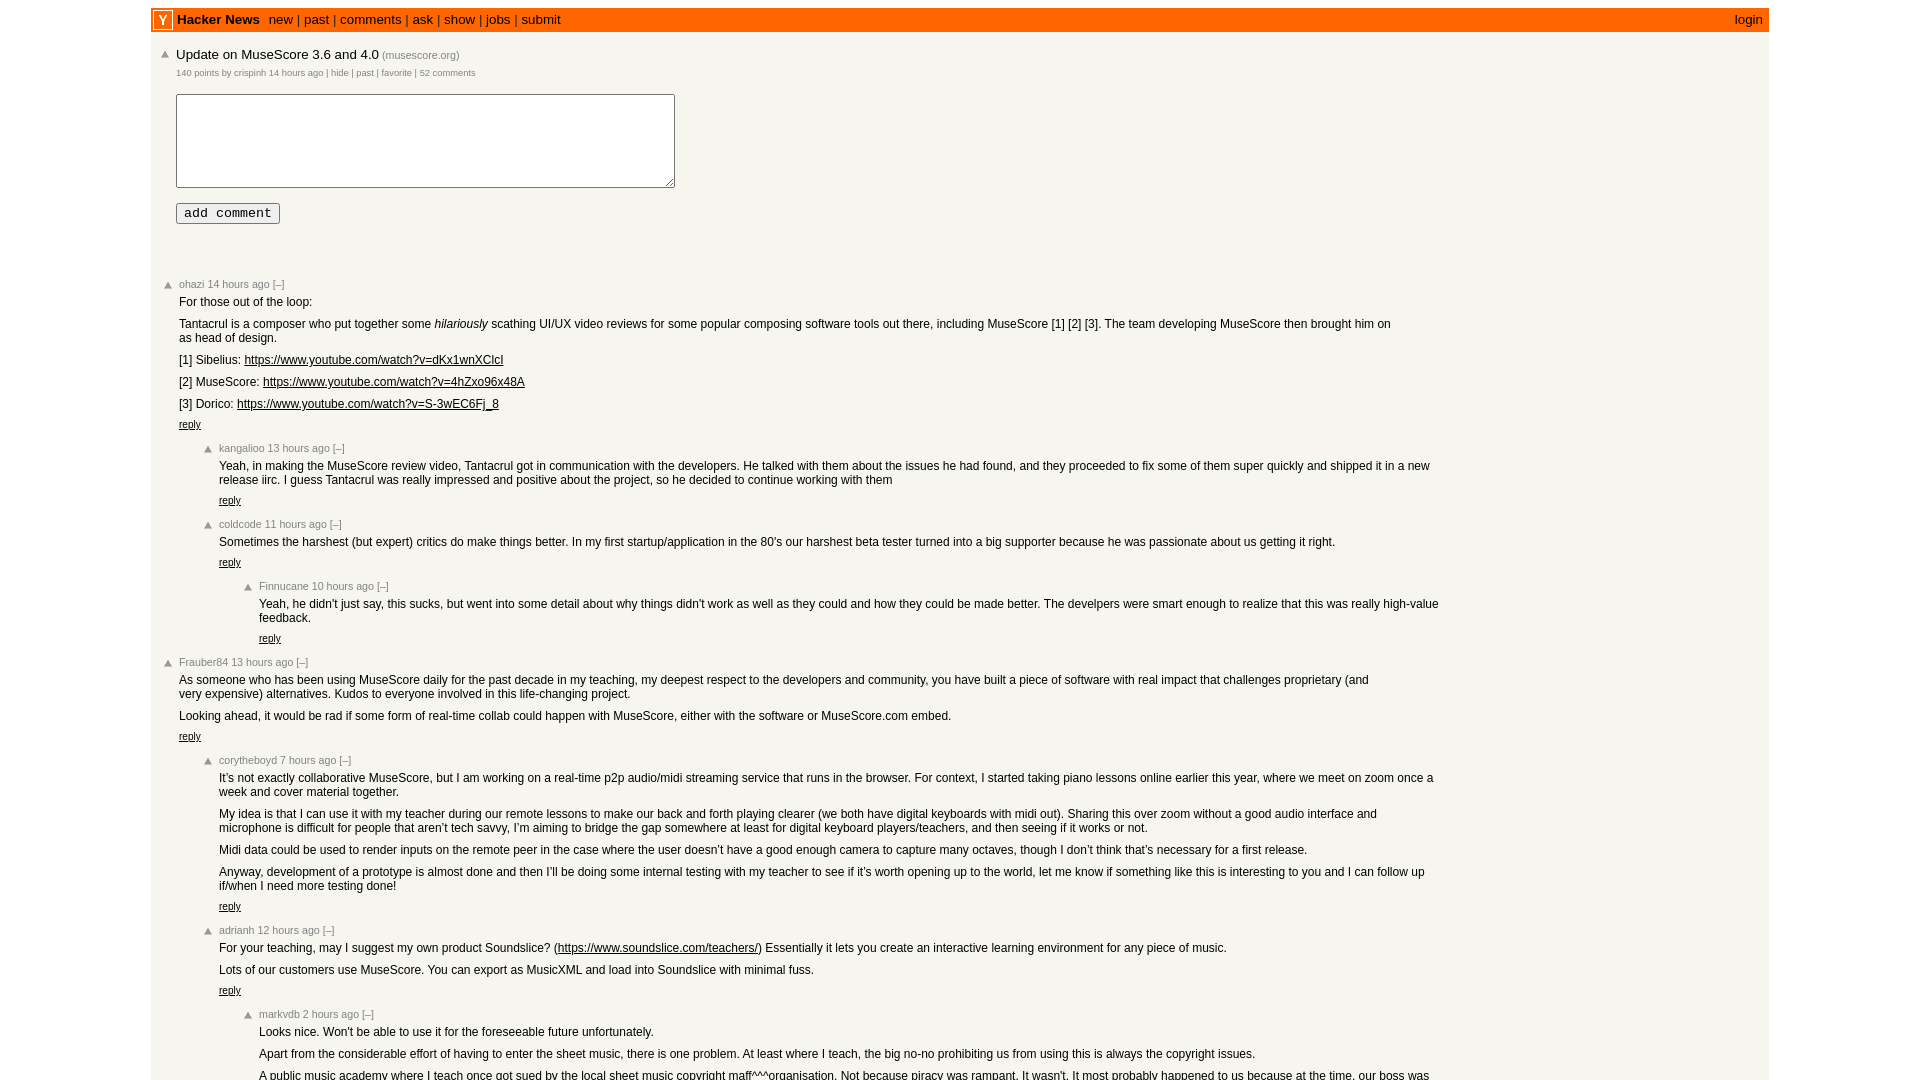 Y Hacker News new | past | comments | ask | show | jobs | submit login
Update on MuseScore 3.6 and 4.0 (musescore.org)
140 points by crispinh 14 hours ago | hide | past | favorite | 52 comments
add comment
ohazi 14 hours ago [–]
For those out of the loop:
Tantacrul is a composer who put together some hilariously scathing UI/UX video reviews for some popular composing software tools out there, including MuseScore [1] [2] [3]. The team developing MuseScore then brought him on
as head of design.
[1] Sibelius: https://www.youtube.com/watch?v=dKx1wnXClcI
[2] MuseScore: https://www.youtube.com/watch?v=4hZxo96x48A
[3] Dorico: https://www.youtube.com/watch?v=S-3wEC6Fj_8
reply
kangalioo 13 hours ago [–]
Yeah, in making the MuseScore review video, Tantacrul got in communication with the developers. He talked with them about the issues he had found, and they proceeded to fix some of them super quickly and shipped it in a new
release iirc. I guess Tantacrul was really impressed and positive about the project, so he decided to continue working with them
reply
coldcode 11 hours ago [–]
Sometimes the harshest (but expert) critics do make things better. In my first startup/application in the 80's our harshest beta tester turned into a big supporter because he was passionate about us getting it right.
reply
Finnucane 10 hours ago [–]
Yeah, he didn't just say, this sucks, but went into some detail about why things didn't work as well as they could and how they could be made better. The develpers were smart enough to realize that this was really high-value
feedback.
reply
Frauber84 13 hours ago [–]
As someone who has been using MuseScore daily for the past decade in my teaching, my deepest respect to the developers and community, you have built a piece of software with real impact that challenges proprietary (and
very expensive) alternatives. Kudos to everyone involved in this life-changing project.
Looking ahead, it would be rad if some form of real-time collab could happen with MuseScore, either with the software or MuseScore.com embed.
reply
corytheboyd 7 hours ago [–]
It’s not exactly collaborative MuseScore, but I am working on a real-time p2p audio/midi streaming service that runs in the browser. For context, I started taking piano lessons online earlier this year, where we meet on zoom once a
week and cover material together.
My idea is that I can use it with my teacher during our remote lessons to make our back and forth playing clearer (we both have digital keyboards with midi out). Sharing this over zoom without a good audio interface and
microphone is difficult for people that aren’t tech savvy, I’m aiming to bridge the gap somewhere at least for digital keyboard players/teachers, and then seeing if it works or not.
Midi data could be used to render inputs on the remote peer in the case where the user doesn’t have a good enough camera to capture many octaves, though I don’t think that’s necessary for a first release.
Anyway, development of a prototype is almost done and then I’ll be doing some internal testing with my teacher to see if it’s worth opening up to the world, let me know if something like this is interesting to you and I can follow up
if/when I need more testing done!
reply
adrianh 12 hours ago [–]
For your teaching, may I suggest my own product Soundslice? (https://www.soundslice.com/teachers/) Essentially it lets you create an interactive learning environment for any piece of music.
Lots of our customers use MuseScore. You can export as MusicXML and load into Soundslice with minimal fuss.
reply
markvdb 2 hours ago [–]
Looks nice. Won't be able to use it for the foreseeable future unfortunately.
Apart from the considerable effort of having to enter the sheet music, there is one problem. At least where I teach, the big no-no prohibiting us from using this is always the copyright issues.
A public music academy where I teach once got sued by the local sheet music copyright maff^^^organisation. Not because piracy was rampant. It wasn't. It most probably happened to us because at the time, our boss was